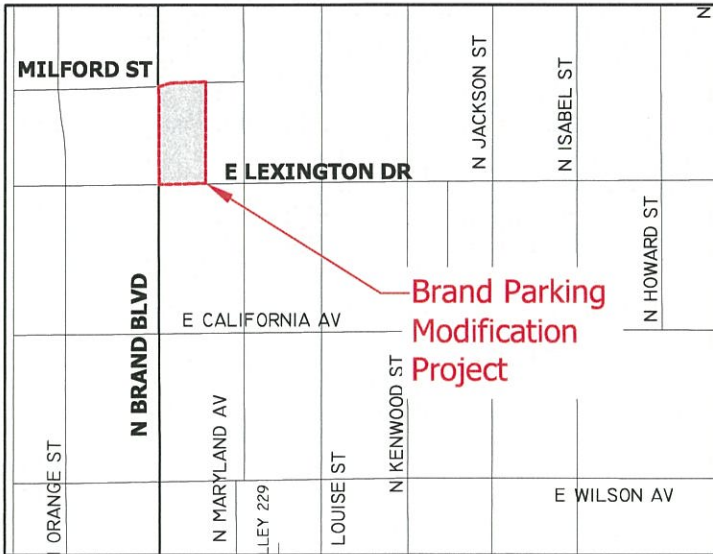 N
MILFORD ST
N JACKSON ST
N ISABEL ST
E LEXINGTON DR
N HOWARD ST
Brand Parking
Modification
Project
E CALIFORNIA AV
N BRAND BLVD
N MARYLAND AV
N KENWOOD ST
ORANGE ST
LLEY 229
LOUISE ST
E WILSON AV